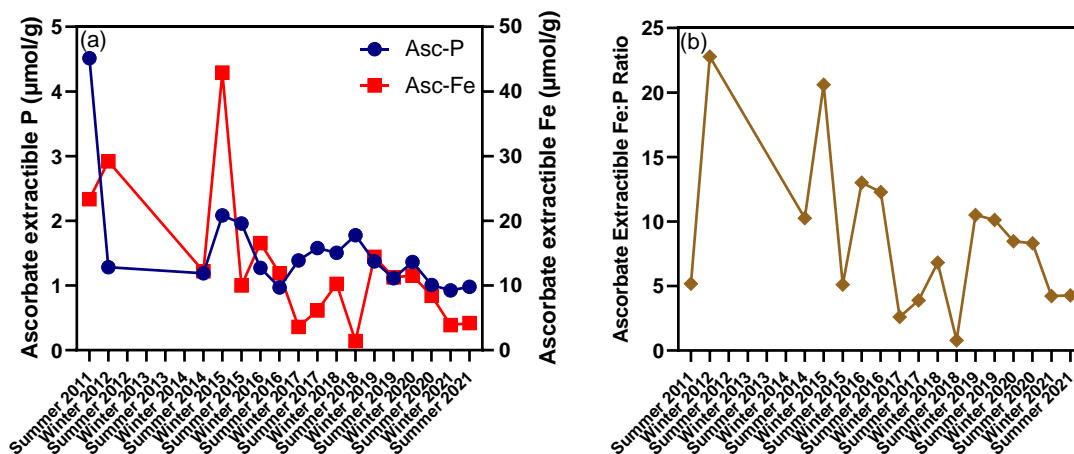 (a)
Ascorbate extractible P (µmol/g)
5
4
3
2
1
0
Asc-P
Asc-Fe
50
40
30
20
10
0
Ascorbate extractible Fe (µmol/g)
Summer 2011
Winter 2012
Summer 2012
Winter 2013
Summer 2013
Winter 2014
Summer 2014
Winter 2015
Summer 2015
Winter 2016
Summer 2016
Winter 2017
Summer 2017
Winter 2018
Summer 2018
Winter 2019
Summer 2019
Winter 2020
Summer 2020
Winter 2021
Summer 2021
(b)
Ascorbate Extractible Fe:P Ratio
25
20
15
10
5
0
Summer 2011
Winter 2012
Summer 2012
Winter 2013
Summer 2013
Winter 2014
Summer 2014
Winter 2015
Summer 2015
Winter 2016
Summer 2016
Winter 2017
Summer 2017
Winter 2018
Summer 2018
Winter 2019
Summer 2019
Winter 2020
Summer 2020
Winter 2021
Summer 2021